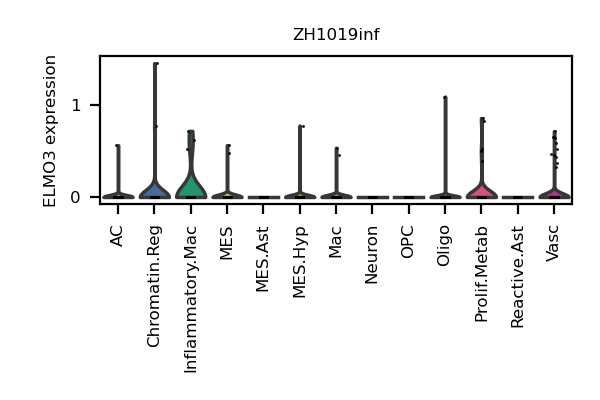 ZH1019inf
ELMO3 expression
1
0
AC
Chromatin.Reg
Inflammatory.Mac
MES
MES.Ast
MES.Hyp
Mac
Neuron
OPC
Oligo
Prolif.Metab
Reactive.Ast
Vasc